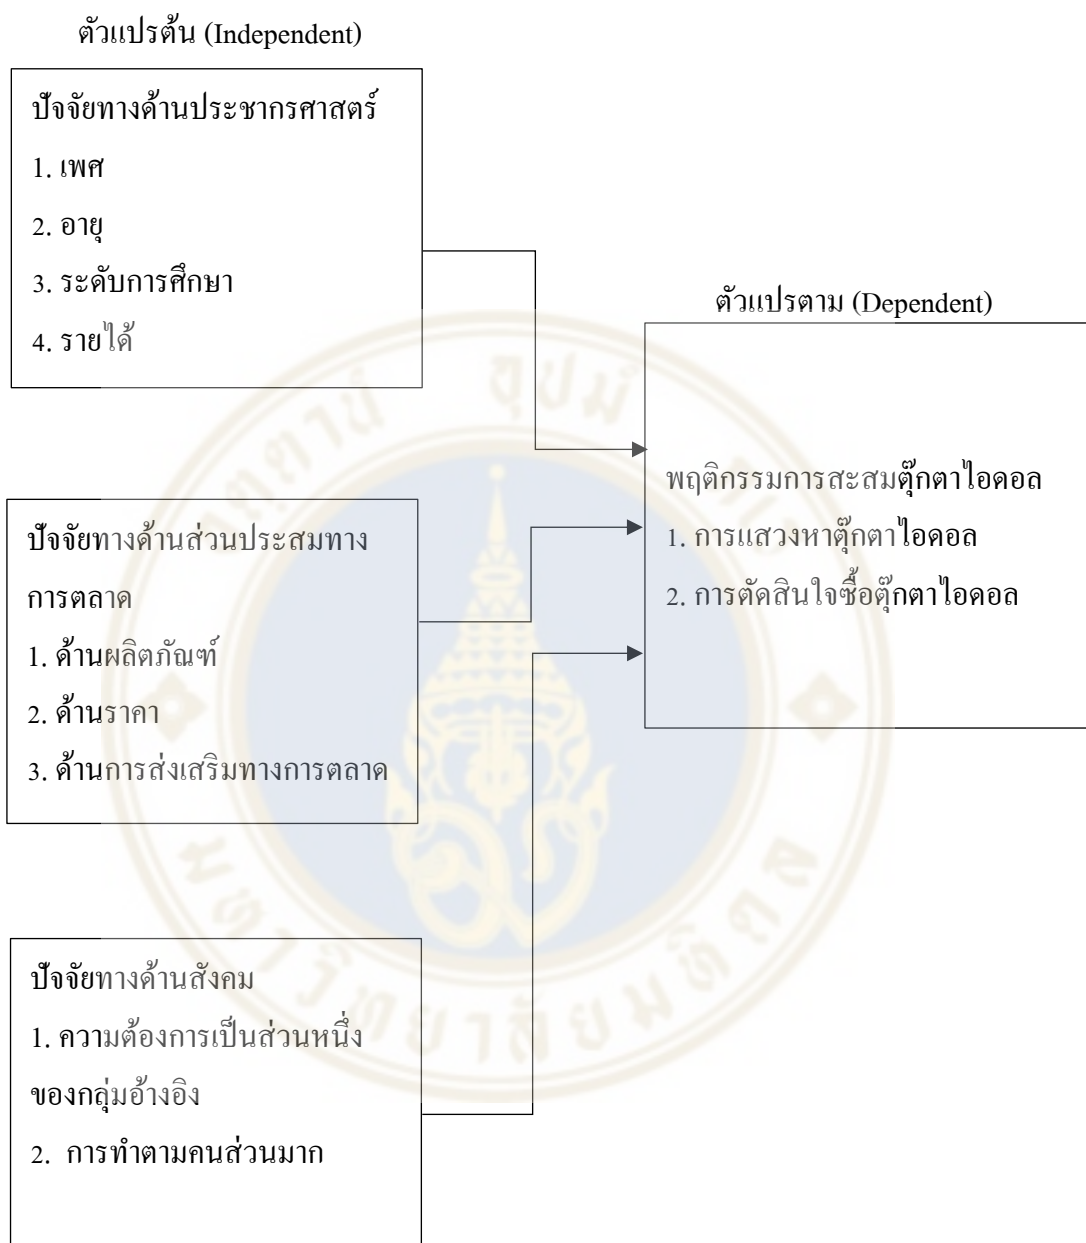 ตัวแปรต้น (Independent)
ปัจจัยทางด้านประชากรศาสตร์
1. เพศ
2. อายุ
3. ระดับการศึกษา
4. รายได้
ตัวแปรตาม (Dependent)
พฤติกรรมการสะสมตุ๊กตาไอดอล
1. การแสวงหาตุ๊กตาไอดอล
2. การตัดสินใจซื้อตุ๊กตาไอดอล
ปัจจัยทางด้านส่วนประสมทาง
การตลาด
1. ด้านผลิตภัณฑ์
2. ด้านราคา
3. ด้านการส่งเสริมทางการตลาด
ปัจจัยทางด้านสังคม
1. ความต้องการเป็นส่วนหนึ่ง
ของกลุ่มอ้างอิง
2. การทำตามคนส่วนมาก
มหาวิทยาลัยมหิดล